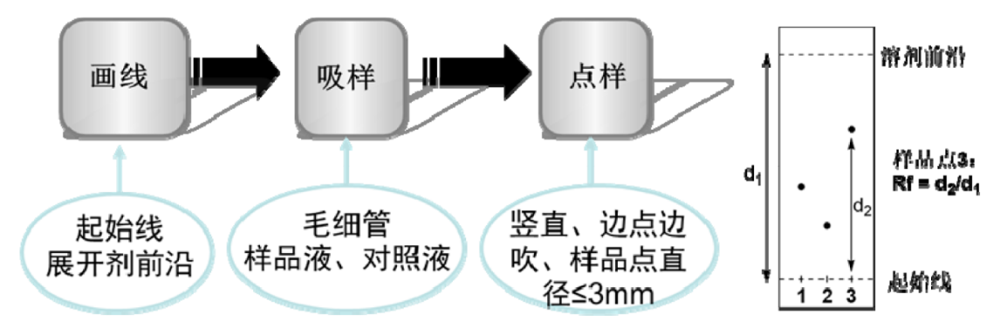 画线
吸样
点样
起始线
展开剂前沿
毛细管
样品液、对照液
竖直、边点边
吹、样品点直
径≤3mm
溶剂前沿
样品点3:
Rf = d₂/d₁
d₁
d₂
1 2 3
起始线